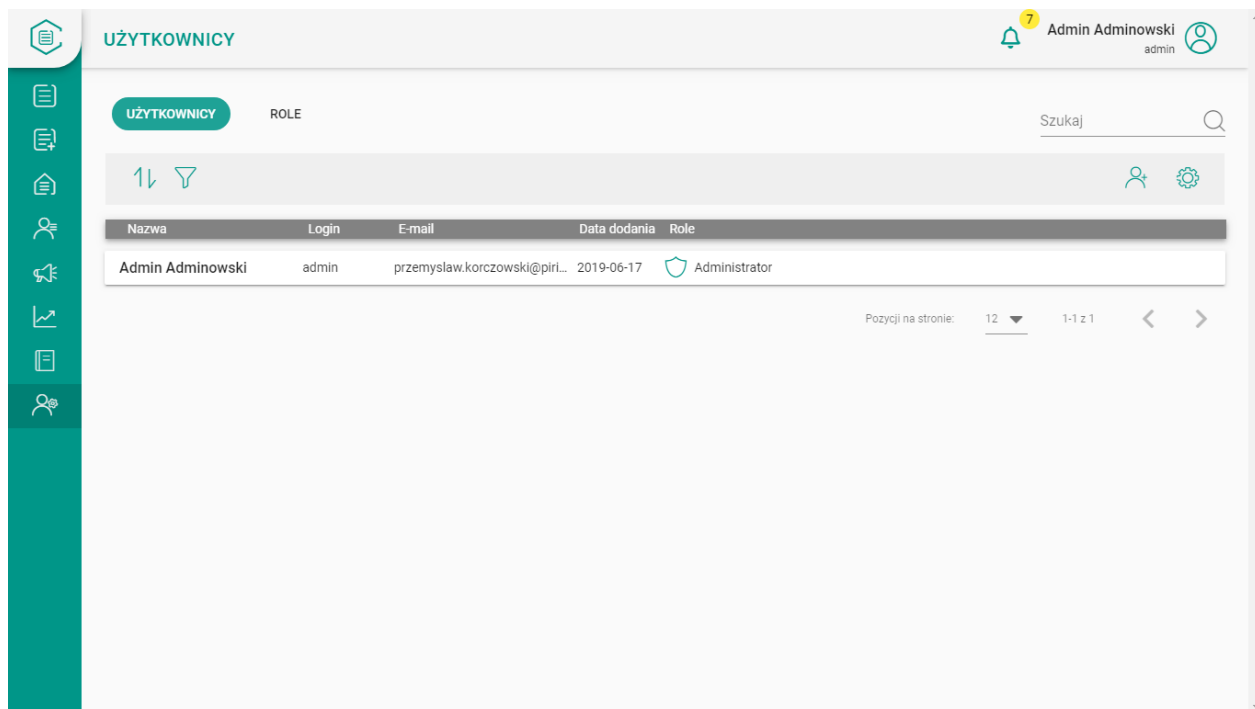 UŻYTKOWNICY
7
Admin Adminowski
admin
UŻYTKOWNICY ROLE
Szukaj
Nazwa Login E-mail Data dodania Role
Admin Adminowski admin przemyslaw.korczowski@piri... 2019-06-17 Administrator
Pozycji na stronie: 12 1-1 z 1